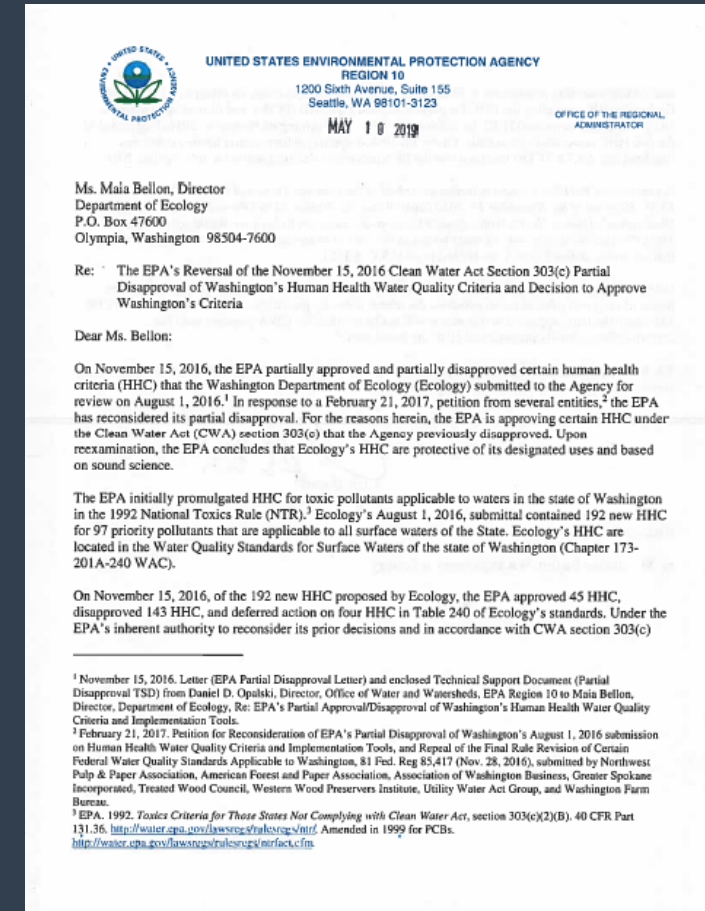 UNITED STATES
ENVIRONMENTAL PROTECTION AGENCY
UNITED STATES ENVIRONMENTAL PROTECTION AGENCY
REGION 10
1200 Sixth Avenue, Suite 155
Seattle, WA 98101-3123
OFFICE OF THE REGIONAL
ADMINISTRATOR
MAY 10 2019
Ms. Maia Bellon, Director
Department of Ecology
P.O. Box 47600
Olympia, Washington 98504-7600
Re: The EPA's Reversal of the November 15, 2016 Clean Water Act Section 303(c) Partial
Disapproval of Washington's Human Health Water Quality Criteria and Decision to Approve
Washington's Criteria
Dear Ms. Bellon:
On November 15, 2016, the EPA partially approved and partially disapproved certain human health
criteria (HHC) that the Washington Department of Ecology (Ecology) submitted to the Agency for
review on August 1, 2016.¹ In response to a February 21, 2017, petition from several entities,² the EPA
has reconsidered its partial disapproval. For the reasons herein, the EPA is approving certain HHC under
the Clean Water Act (CWA) section 303(c) that the Agency previously disapproved. Upon
reexamination, the EPA concludes that Ecology's HHC are protective of its designated uses and based
on sound science.
The EPA initially promulgated HHC for toxic pollutants applicable to waters in the state of Washington
in the 1992 National Toxics Rule (NTR).³ Ecology's August 1, 2016, submittal contained 192 new HHC
for 97 priority pollutants that are applicable to all surface waters of the State. Ecology's HHC are
located in the Water Quality Standards for Surface Waters of the state of Washington (Chapter 173-
201A-240 WAC).
On November 15, 2016, of the 192 new HHC proposed by Ecology, the EPA approved 45 HHC,
disapproved 143 HHC, and deferred action on four HHC in Table 240 of Ecology's standards. Under the
EPA's inherent authority to reconsider its prior decisions and in accordance with CWA section 303(c)
¹ November 15, 2016. Letter (EPA Partial Disapproval Letter) and enclosed Technical Support Document (Partial
Disapproval TSD) from Daniel D. Opalski, Director, Office of Water and Watersheds, EPA Region 10 to Maia Bellon,
Director, Department of Ecology, Re: EPA's Partial Approval/Disapproval of Washington's Human Health Water Quality
Criteria and Implementation Tools.
² February 21, 2017. Petition for Reconsideration of EPA's Partial Disapproval of Washington's August 1, 2016 submission
on Human Health Water Quality Criteria and Implementation Tools, and Repeal of the Final Rule Revision of Certain
Federal Water Quality Standards Applicable to Washington, 81 Fed. Reg 85,417 (Nov. 28, 2016), submitted by Northwest
Pulp & Paper Association, American Forest and Paper Association, Association of Washington Business, Greater Spokane
Incorporated, Treated Wood Council, Western Wood Preservers Institute, Utility Water Act Group, and Washington Farm
Bureau.
³ EPA. 1992. Toxics Criteria for Those States Not Complying with Clean Water Act, section 303(c)(2)(B). 40 CFR Part
131.36. http://water.epa.gov/lawsregs/rulesregs/ntr/. Amended in 1999 for PCBs.
http://water.epa.gov/lawsregs/rulesregs/ntrfact.cfm.